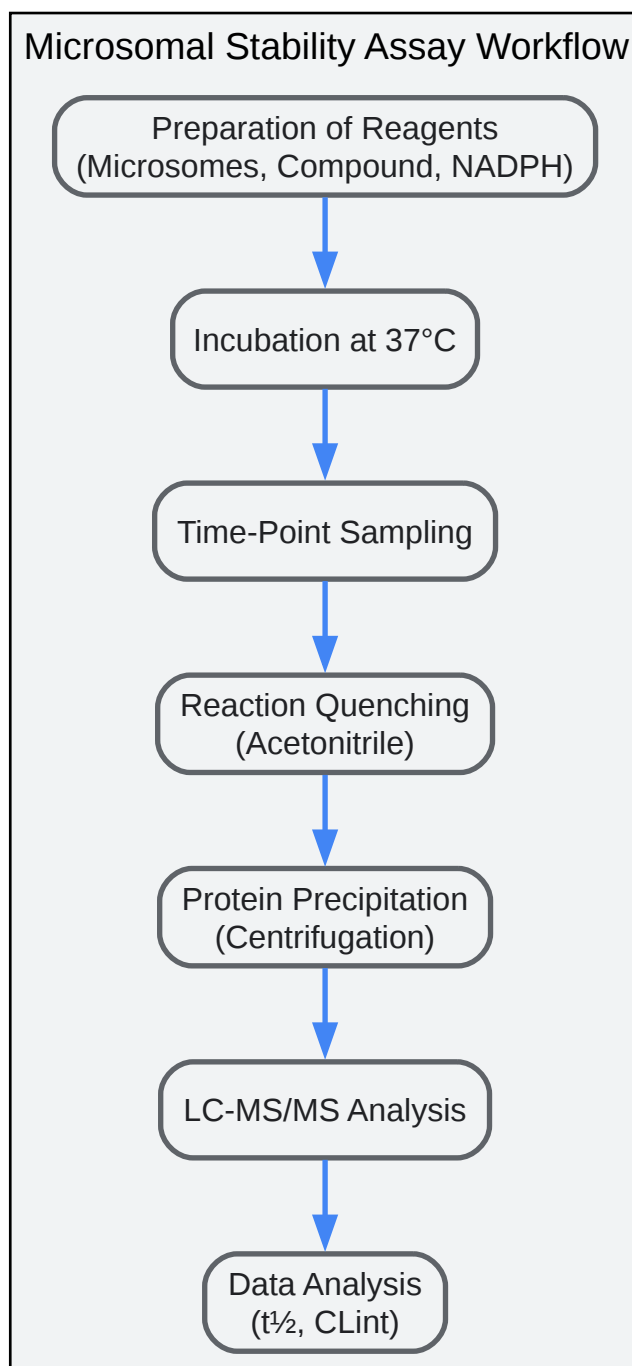 Microsomal Stability Assay Workflow
Preparation of Reagents
(Microsomes, Compound, NADPH)
Incubation at 37°C
Time-Point Sampling
Reaction Quenching
(Acetonitrile)
Protein Precipitation
(Centrifugation)
LC-MS/MS Analysis
Data Analysis
(t½, CLint)